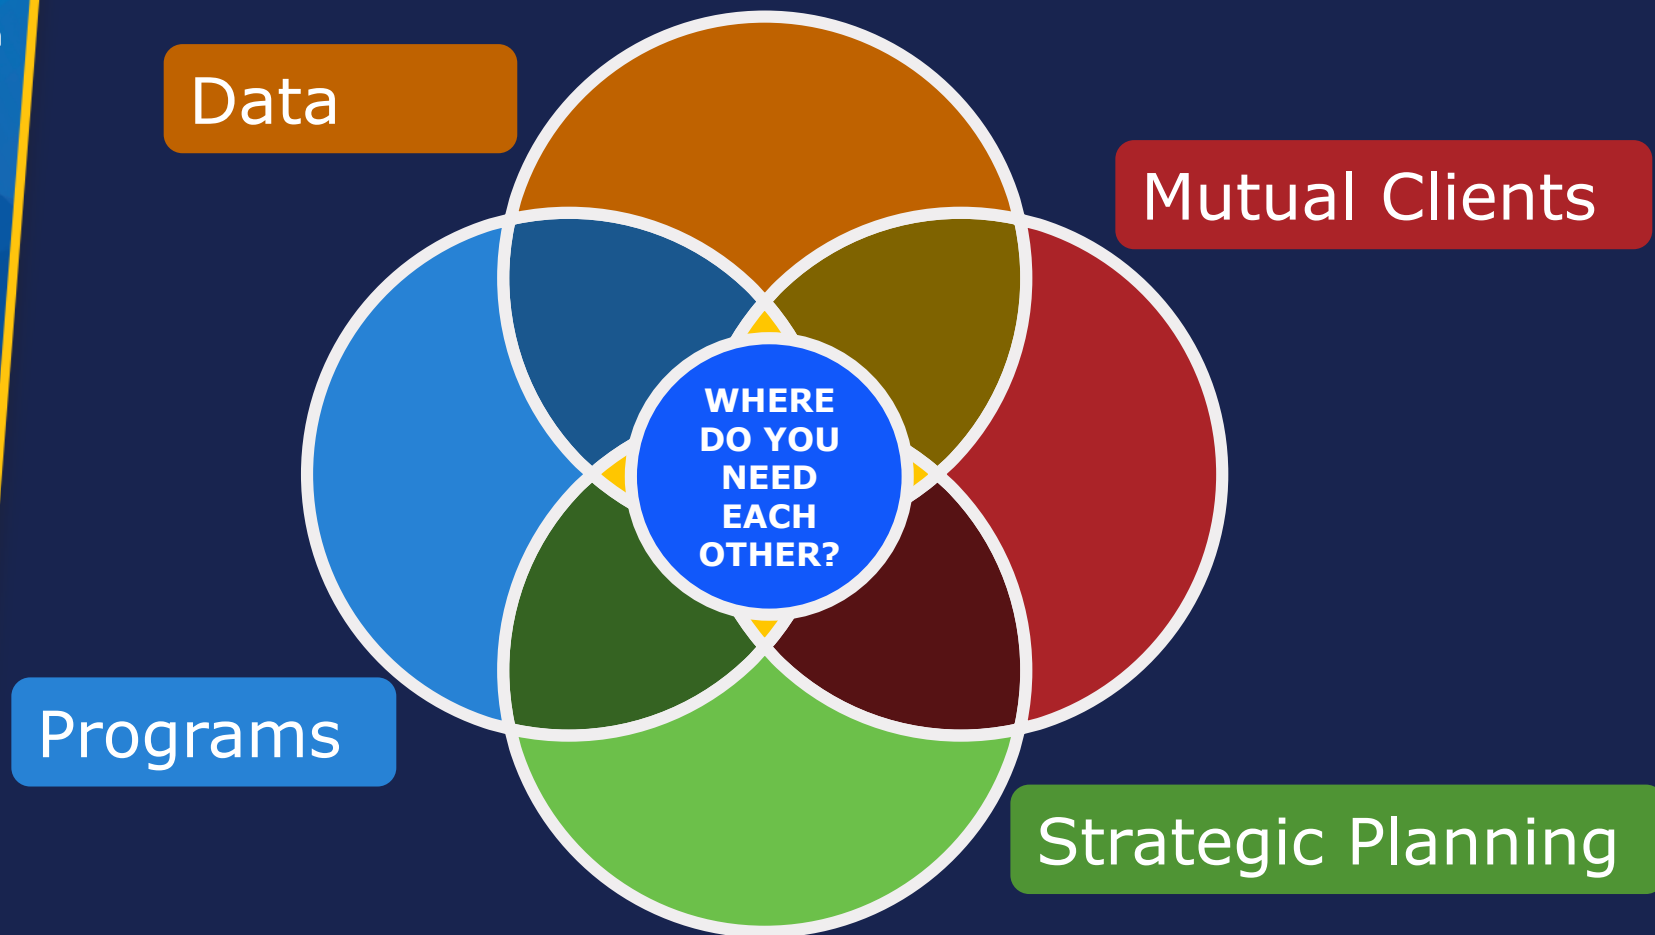 Data
Mutual Clients
WHERE
DO YOU
NEED
EACH
OTHER?
Programs
Strategic Planning